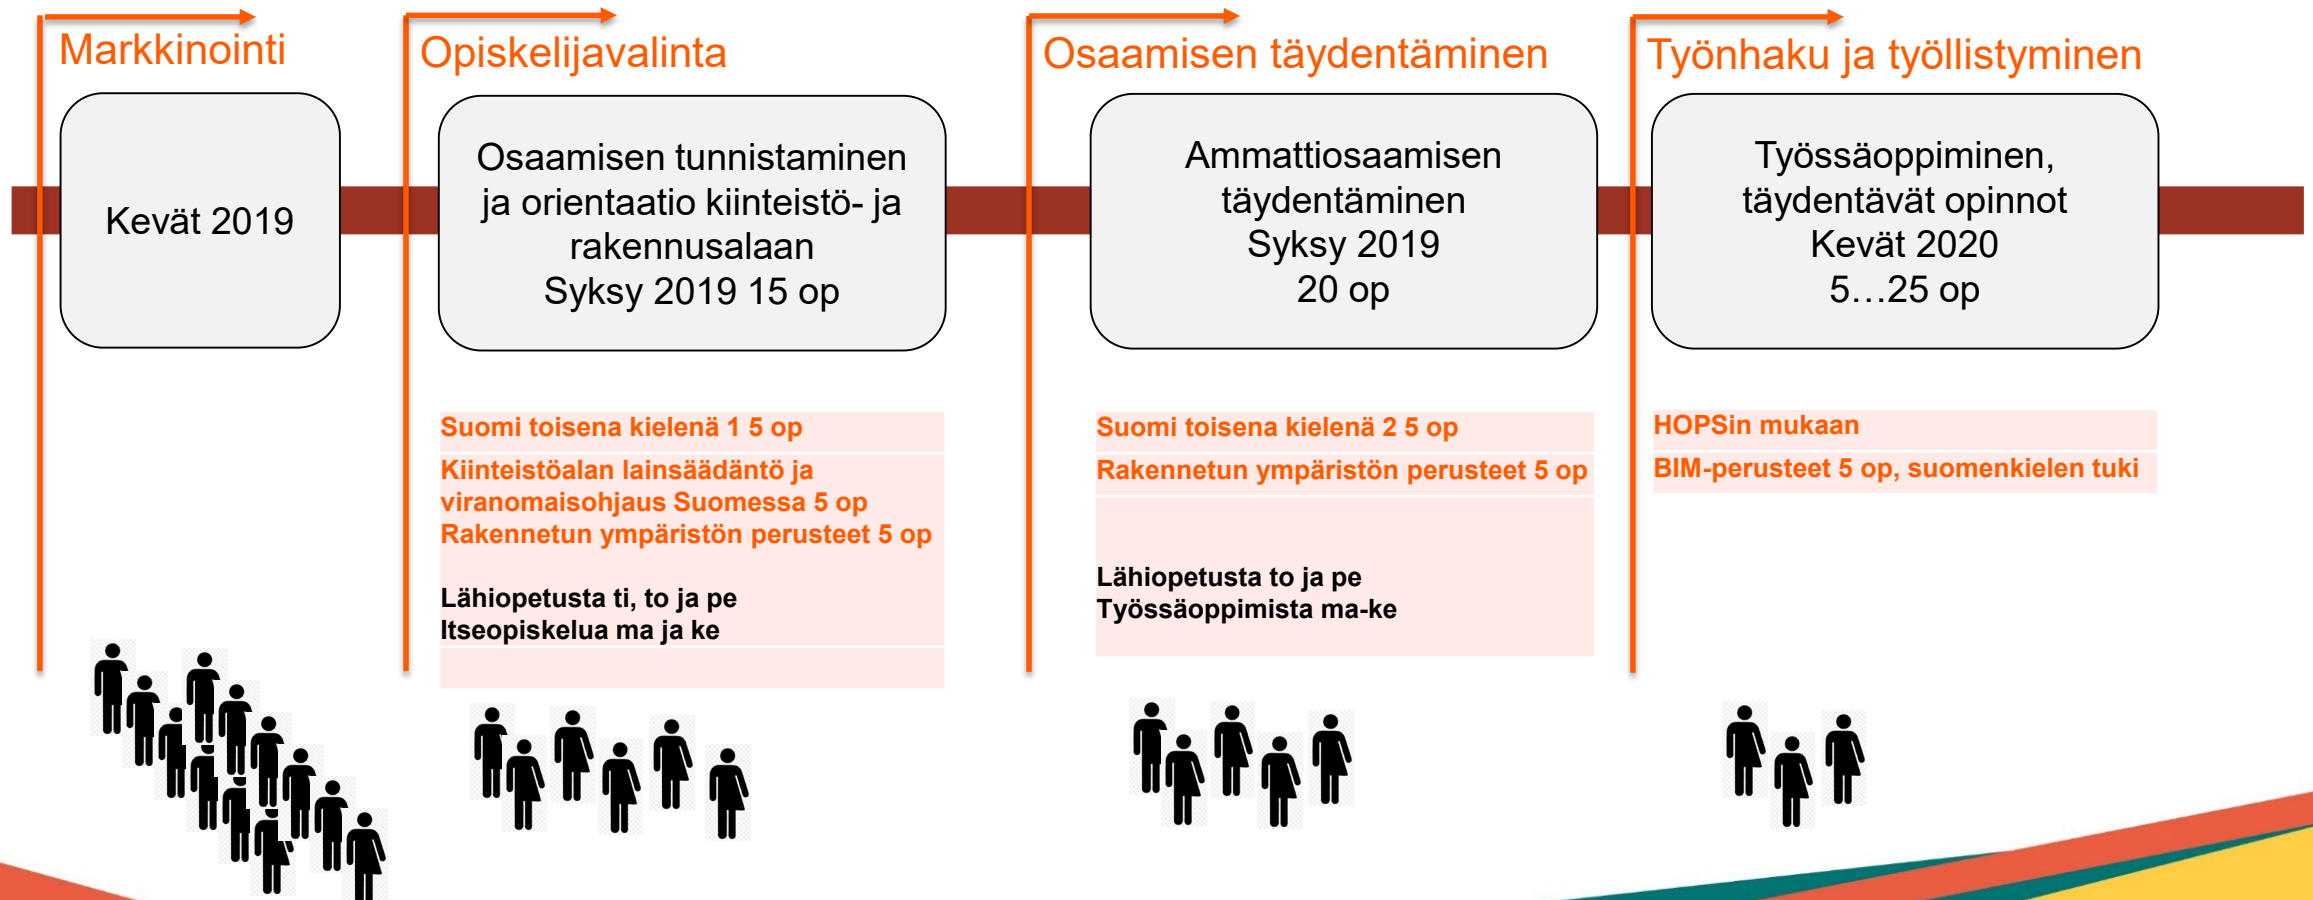 Markkinointi
Kevät 2019
Opiskelijavalinta
Osaamisen tunnistaminen
ja orientaatio kiinteistö- ja
rakennusalaan
Syksy 2019 15 op
Suomi toisena kielenä 1 5 op
Kiinteistöalan lainsäädäntö ja
viranomaisohjaus Suomessa 5 op
Rakennetun ympäristön perusteet 5 op
Lähiopetusta ti, to ja pe
Itseopiskelua ma ja ke
Osaamisen täydentäminen
Ammattiosaamisen
täydentäminen
Syksy 2019
20 op
Suomi toisena kielenä 2 5 op
Rakennetun ympäristön perusteet 5 op
Lähiopetusta to ja pe
Työssäoppimista ma-ke
Työnhaku ja työllistyminen
Työssäoppiminen,
täydentävät opinnot
Kevät 2020
5…25 op
HOPSin mukaan
BIM-perusteet 5 op, suomenkielen tuki